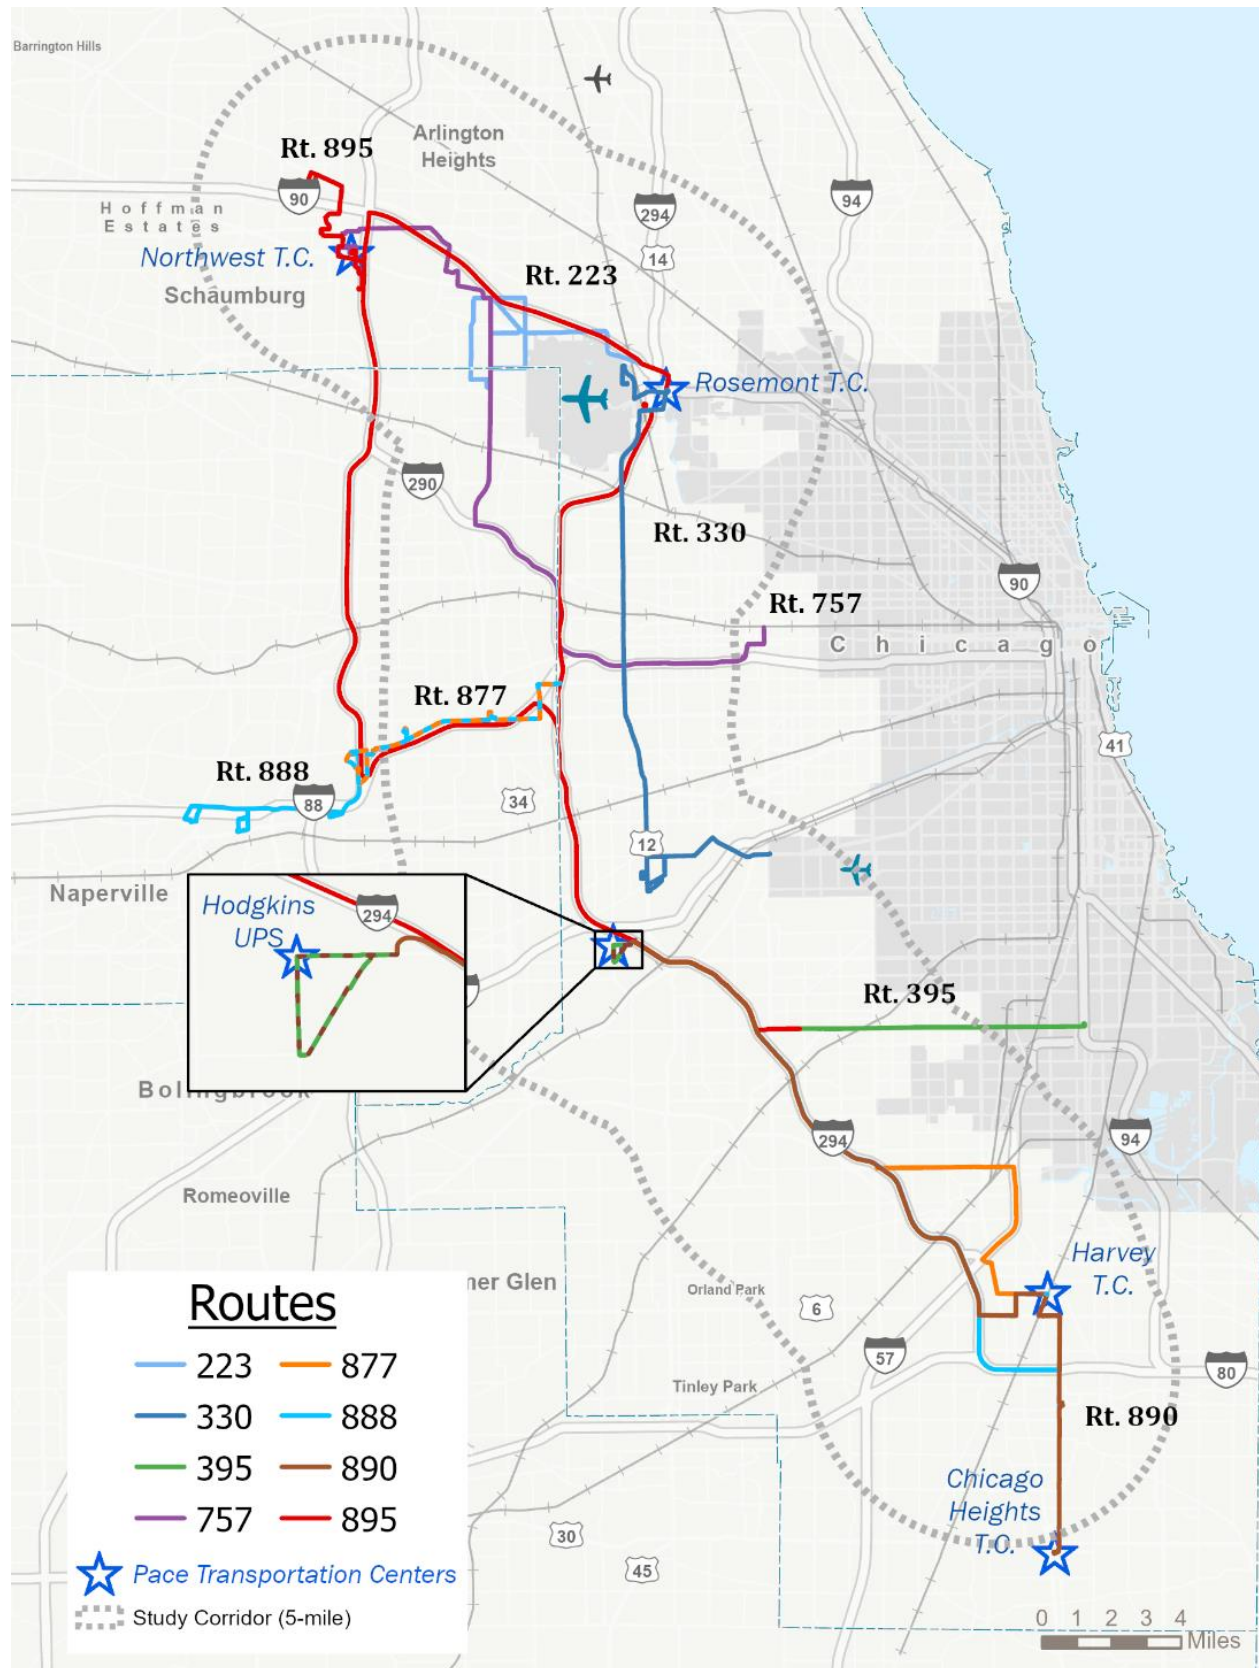 Barrington Hills
Arlington
Heights
Rt. 895
90
294
94
Hoffman
Estates
Northwest T.C.
14
Rt. 223
Schaumburg
Rosemont T.C.
290
Rt. 330
90
Rt. 757
Chicago
Rt. 877
41
Rt. 888
88
34
12
Naperville
Hodgkins
UPS
294
Rt. 395
Bolingbrook
294
94
Romeoville
Harvey
T.C.
mer Glen
Orland Park
6
57
80
Tinley Park
Rt. 890
Chicago
Heights
T.C.
30
45
Routes
223
877
330
888
395
890
757
895
Pace Transportation Centers
Study Corridor (5-mile)
0 1 2 3 4
Miles